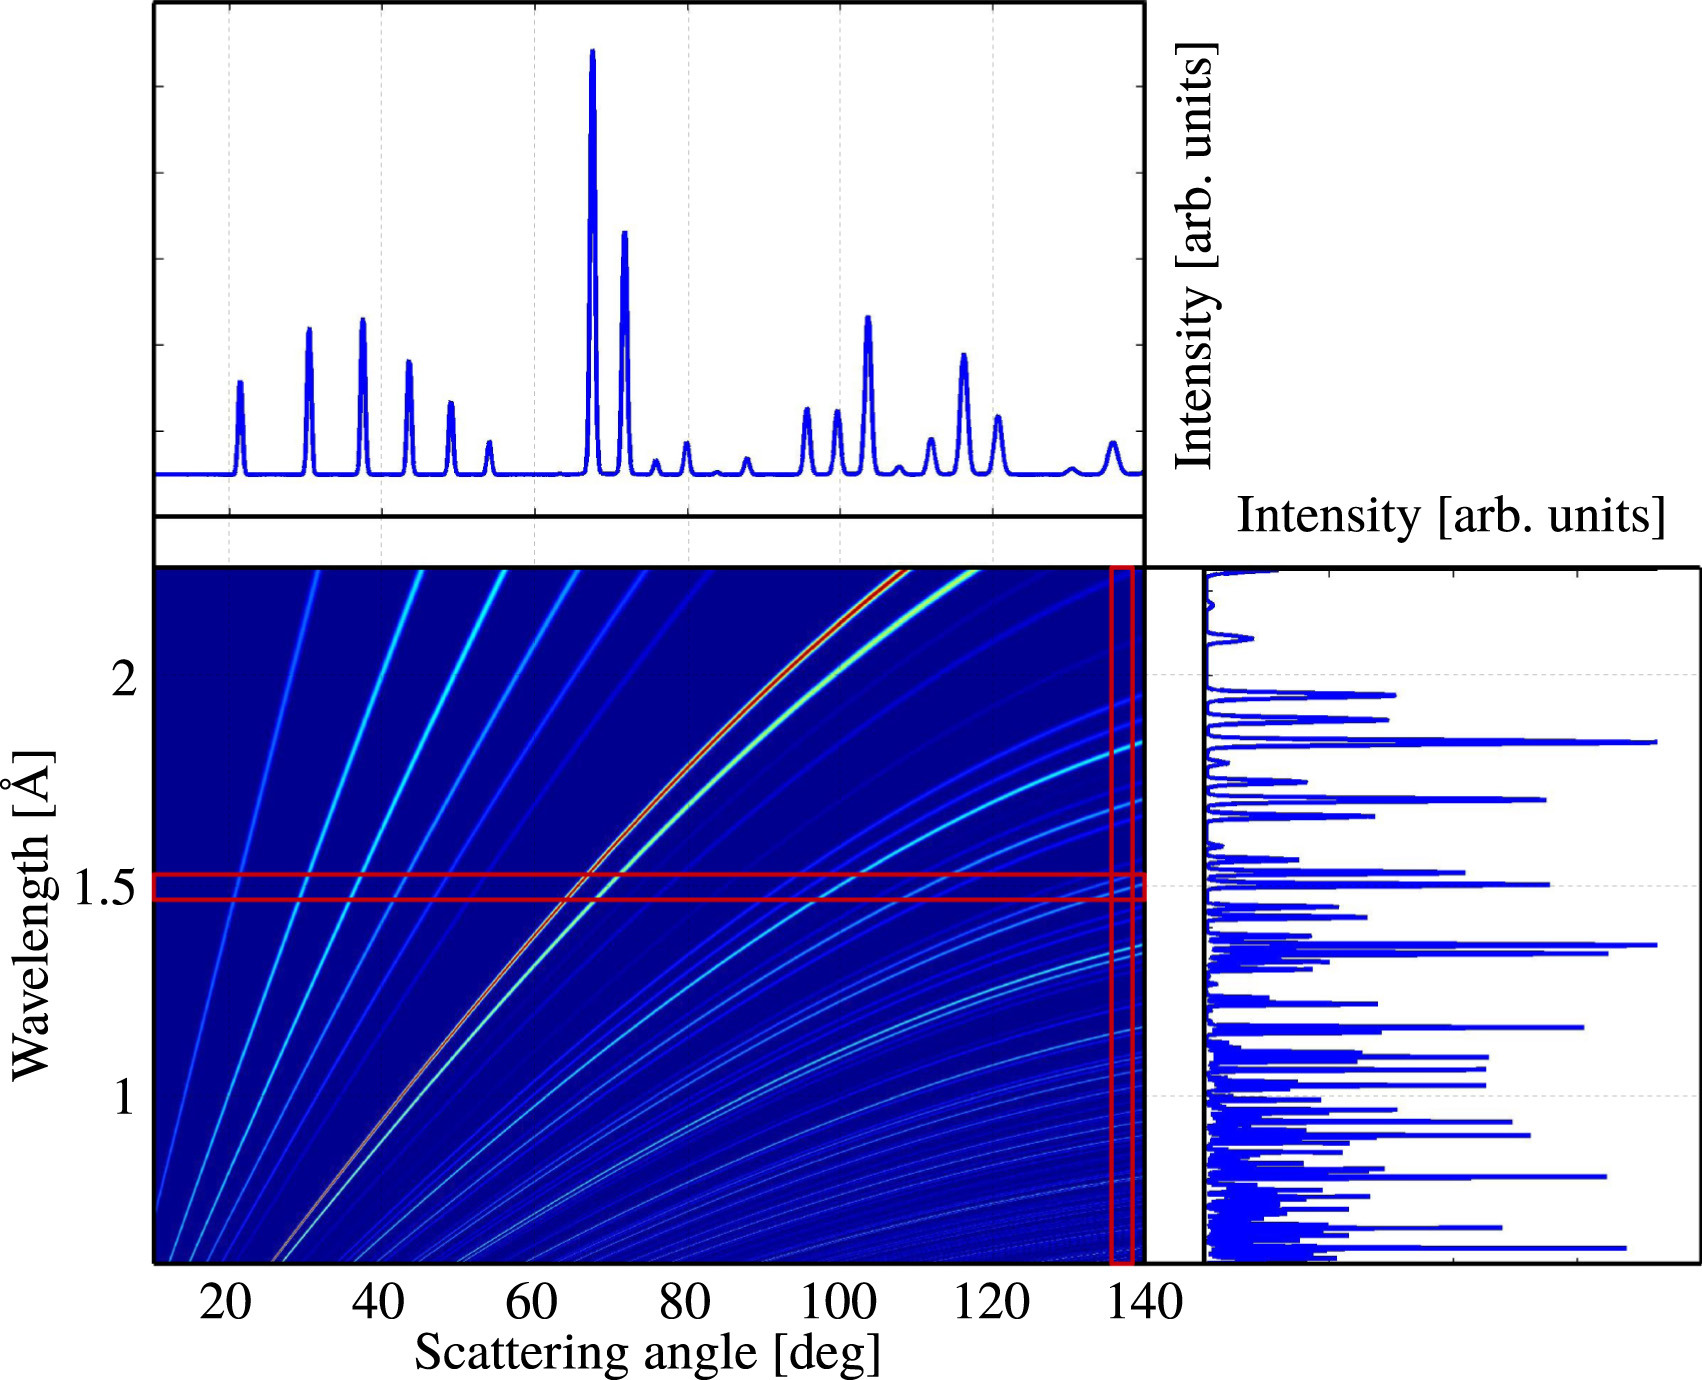 Intensity [arb. units]
Intensity [arb. units]
Wavelength [Å]
2
1.5
1
20 40 60 80 100 120 140
Scattering angle [deg]